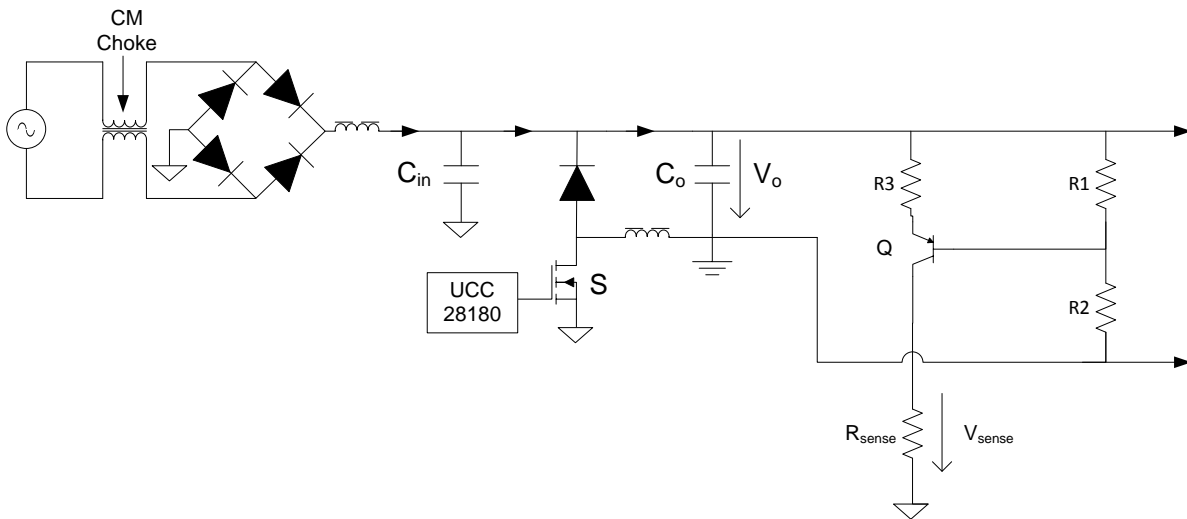 CM
Choke
C_in
C_o
V_o
R3
R1
Q
UCC
28180
S
R2
R_sense
V_sense